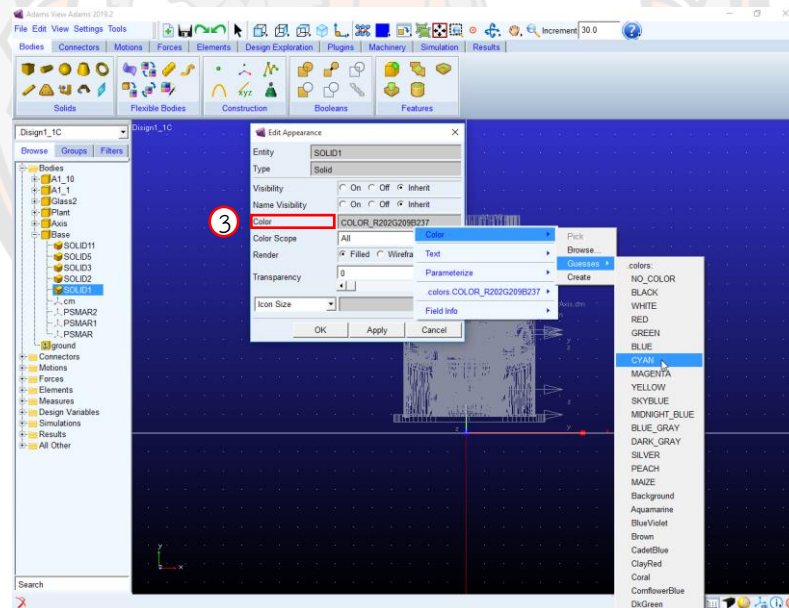 Adams View Adams 2019.2
File Edit View Settings Tools
Increment 30.0
Bodies Connectors Motions Forces Elements Design Exploration Plugins Machinery Simulation Results
Solids Flexible Bodies Construction Booleans Features
Disign1_1C
Browse Groups Filters
Bodies
A1_10
A1_1
Glass2
Plant
Axis
Base
SOLID11
SOLID5
SOLID3
SOLID2
SOLID1
cm
PSMAR2
PSMAR1
PSMAR
ground
Connectors
Motions
Forces
Elements
Measures
Design Variables
Simulations
Results
All Other
Search
Disign1_1C
Edit Appearance
Entity SOLID1
Type Solid
Visibility On Off Inherit
Name Visibility On Off Inherit
3
Color COLOR_R202G209B237
Color Scope All
Render Filled Wirefra
Transparency 0
Icon Size
OK Apply Cancel
Color
Text
Parameterize
.colors.COLOR_R202G209B237
Field Info
Pick
Browse...
Guesses
Create
.colors:
NO_COLOR
BLACK
WHITE
RED
GREEN
BLUE
CYAN
MAGENTA
YELLOW
SKYBLUE
MIDNIGHT_BLUE
BLUE_GRAY
DARK_GRAY
SILVER
PEACH
MAIZE
Background
Aquamarine
BlueViolet
Brown
CadetBlue
ClayRed
Coral
CornflowerBlue
DkGreen